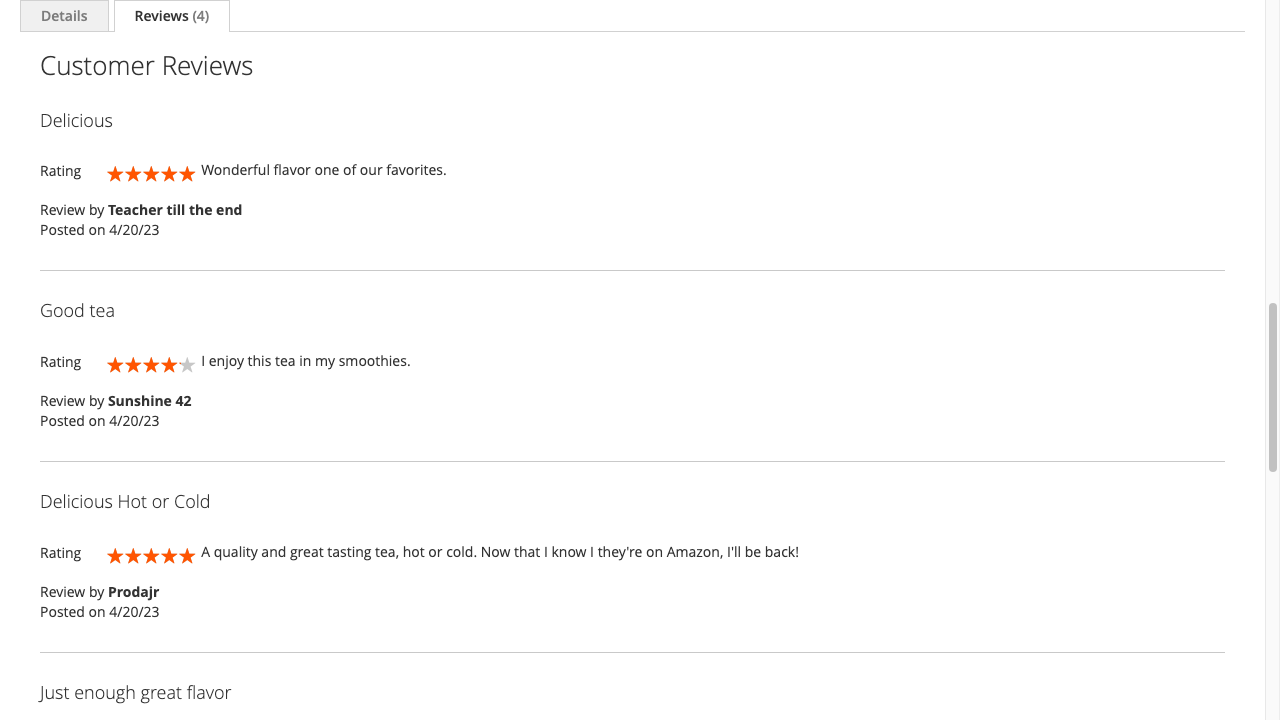 Details
Reviews (4)
Customer Reviews
Delicious
Rating
Wonderful flavor one of our favorites.
Review by Teacher till the end
Posted on 4/20/23
Good tea
Rating
I enjoy this tea in my smoothies.
Review by Sunshine 42
Posted on 4/20/23
Delicious Hot or Cold
Rating
A quality and great tasting tea, hot or cold. Now that I know I they're on Amazon, I'll be back!
Review by Prodajr
Posted on 4/20/23
Just enough great flavor